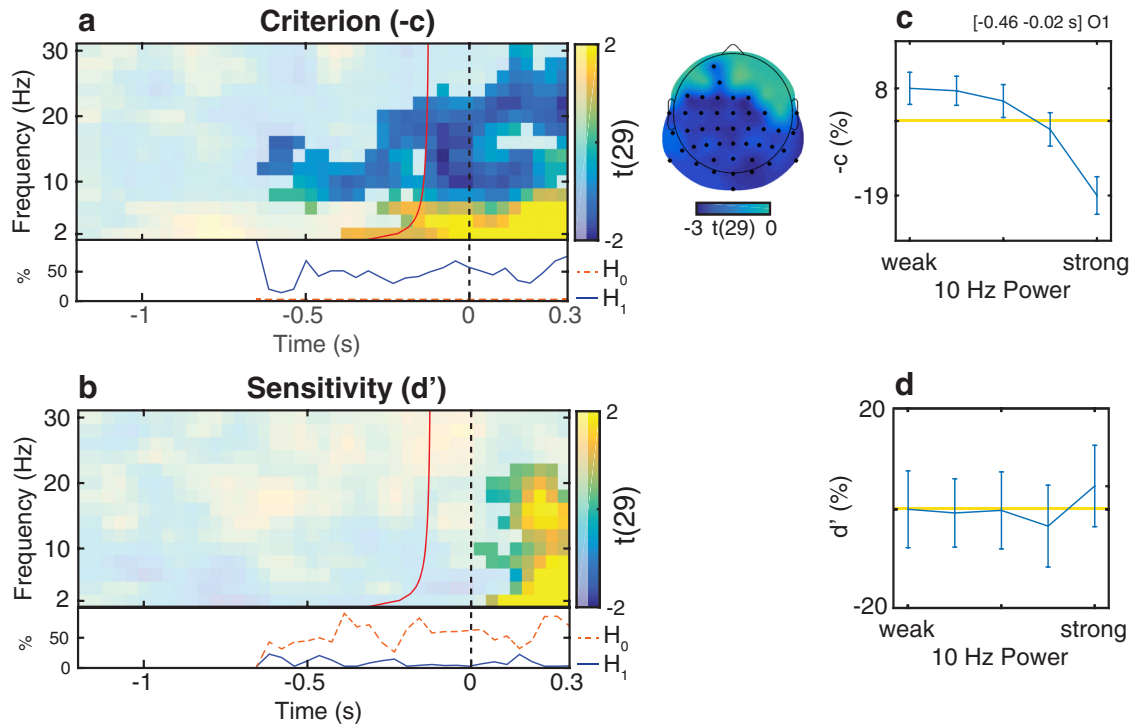 a
Criterion (-c)
30
20
10
2
Frequency (Hz)
2
-2
t(29)
%
50
0
H0
H1
-1
-0.5
0
0.3
Time (s)
-3 t(29) 0
c
[-0.46 -0.02 s] O1
8
-19
-c (%)
weak
strong
10 Hz Power
b
Sensitivity (d')
30
20
10
2
Frequency (Hz)
2
-2
t(29)
%
50
0
H0
H1
-1
-0.5
0
0.3
Time (s)
d
20
-20
d' (%)
weak
strong
10 Hz Power